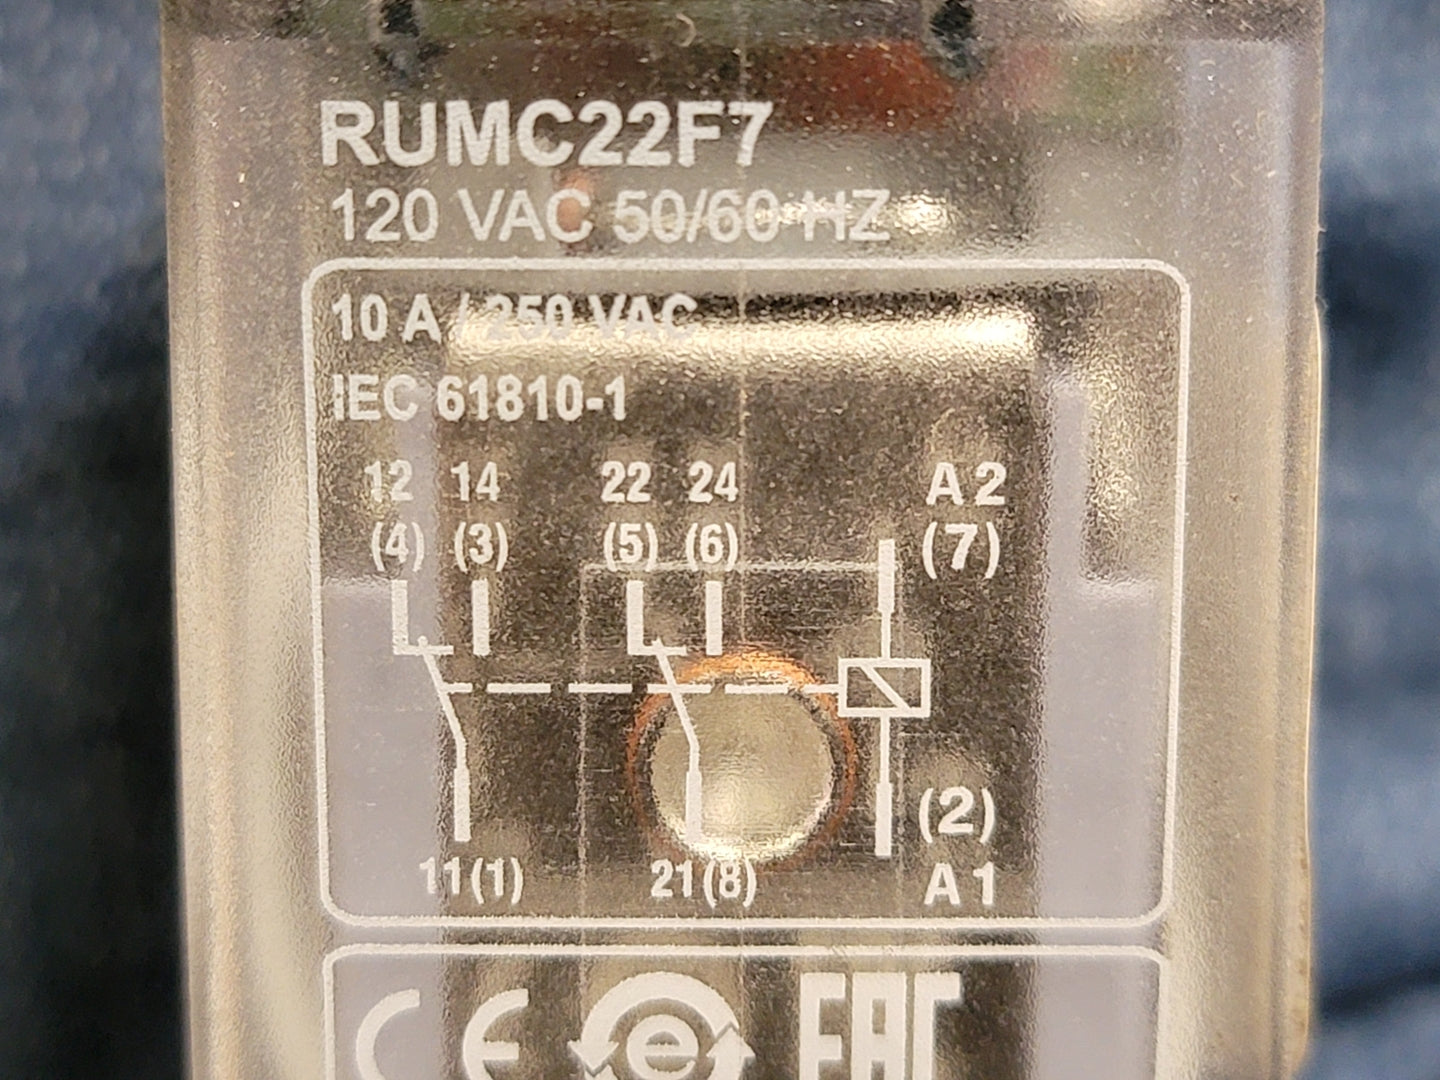 RUMC22F7
120 VAC 50/60 HZ
10 A / 250 VAC
IEC 61810-1
12 14 22 24 A2
(4) (3) (5) (6) (7)
(2)
11(1) 21(8) A1
CE e EAC